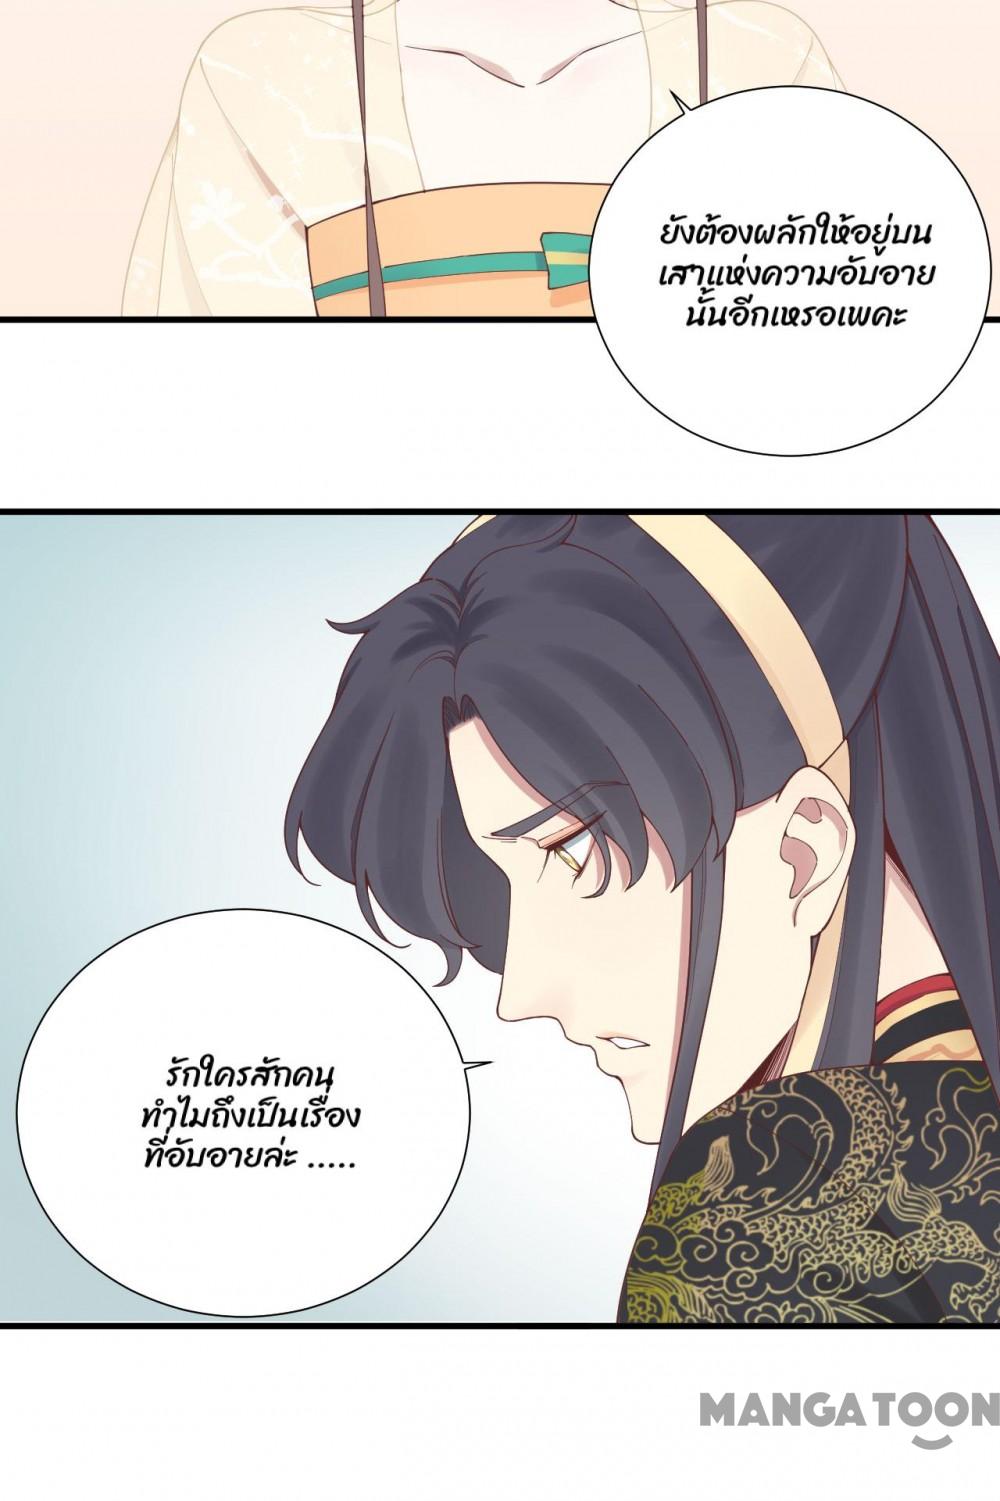 ยังต้องผลักให้อยู่บน
เสาแห่งความอับอาย
นั้นอีกเหรอเพคะ
รักใครสักคน
ทำไมถึงเป็นเรื่อง
ที่อับอายล่ะ .....
MANGATOON